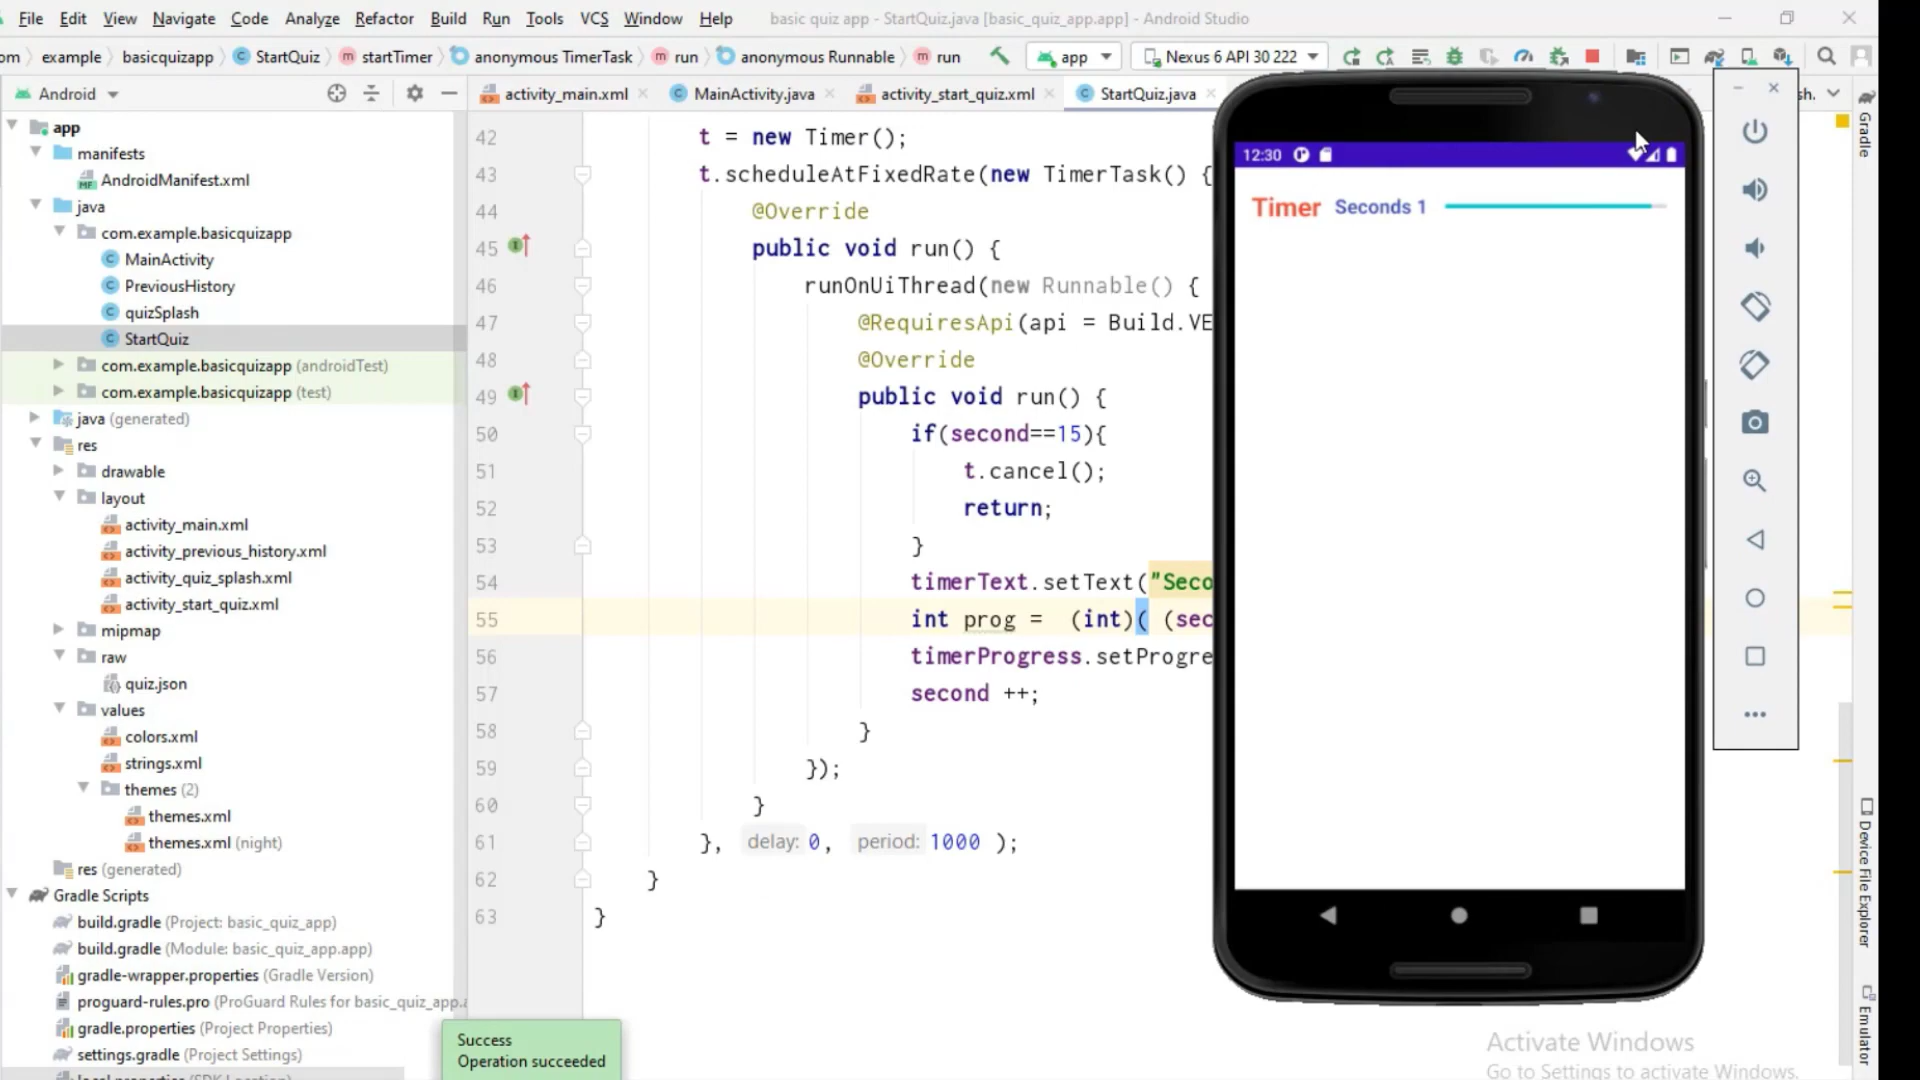 File Edit View Navigate Code Analyze Refactor Build Run Tools VCS Window Help basic quiz app - StartQuiz.java [basic_quiz_app.app] - Android Studio
om example basicquizapp StartQuiz startTimer anonymous TimerTask run anonymous Runnable run app Nexus 6 API 30 222
Android
activity_main.xml MainActivity.java activity_start_quiz.xml StartQuiz.java sh.
app
manifests
AndroidManifest.xml
java
com.example.basicquizapp
MainActivity
PreviousHistory
quizSplash
StartQuiz
com.example.basicquizapp (androidTest)
com.example.basicquizapp (test)
java (generated)
res
drawable
layout
activity_main.xml
activity_previous_history.xml
activity_quiz_splash.xml
activity_start_quiz.xml
mipmap
raw
quiz.json
values
colors.xml
strings.xml
themes (2)
themes.xml
themes.xml (night)
res (generated)
Gradle Scripts
build.gradle (Project: basic_quiz_app)
build.gradle (Module: basic_quiz_app.app)
gradle-wrapper.properties (Gradle Version)
proguard-rules.pro (ProGuard Rules for basic_quiz_app.a
gradle.properties (Project Properties)
settings.gradle (Project Settings)
local.properties (SDK Location)
42 t = new Timer();
43 t.scheduleAtFixedRate(new TimerTask() {
44 @Override
45 public void run() {
46 runOnUiThread(new Runnable() {
47 @RequiresApi(api = Build.VE
48 @Override
49 public void run() {
50 if(second==15){
51 t.cancel();
52 return;
53 }
54 timerText.setText("Seco
55 int prog = (int)( (sec
56 timerProgress.setProgre
57 second ++;
58 }
59 });
60 }
61 }, delay: 0, period: 1000 );
62 }
63 }
12:30
Timer Seconds 1
Gradle
Device File Explorer
Emulator
Success
Operation succeeded
Activate Windows
Go to Settings to activate Windows.